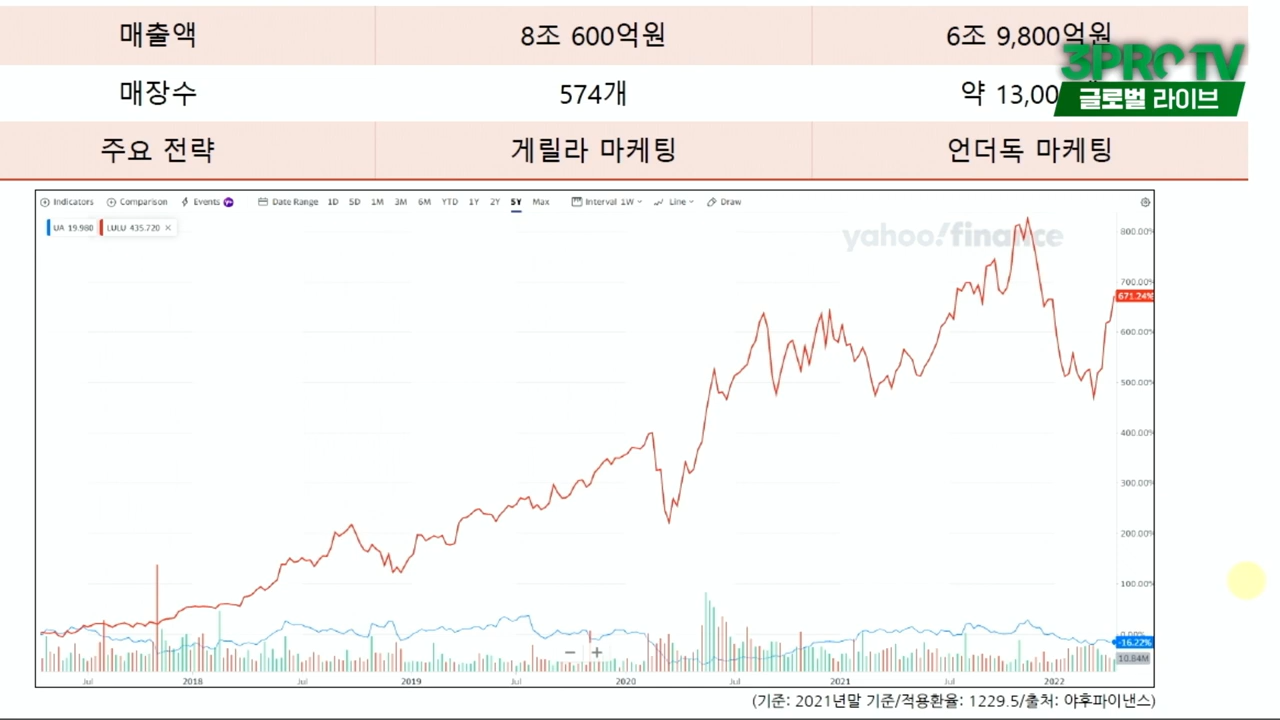 매출액 8조 600억원 6조 9,800억원
3PROTV
글로벌 라이브
매장수 574개 약 13,00
주요 전략 게릴라 마케팅 언더독 마케팅
Indicators Comparison Events Date Range 1D 5D 1M 3M 6M YTD 1Y 2Y 5Y Max Interval 1W Line Draw
UA 19.980 LULU 435.720 ×
yahoo!finance
800.00%
700.00%
671.24%
600.00%
500.00%
400.00%
300.00%
200.00%
100.00%
0.00%
-16.22%
10.84M
Jul 2018 Jul 2019 Jul 2020 Jul 2021 Jul 2022
(기준: 2021년말 기준/적용환율: 1229.5/출처: 야후파이낸스)